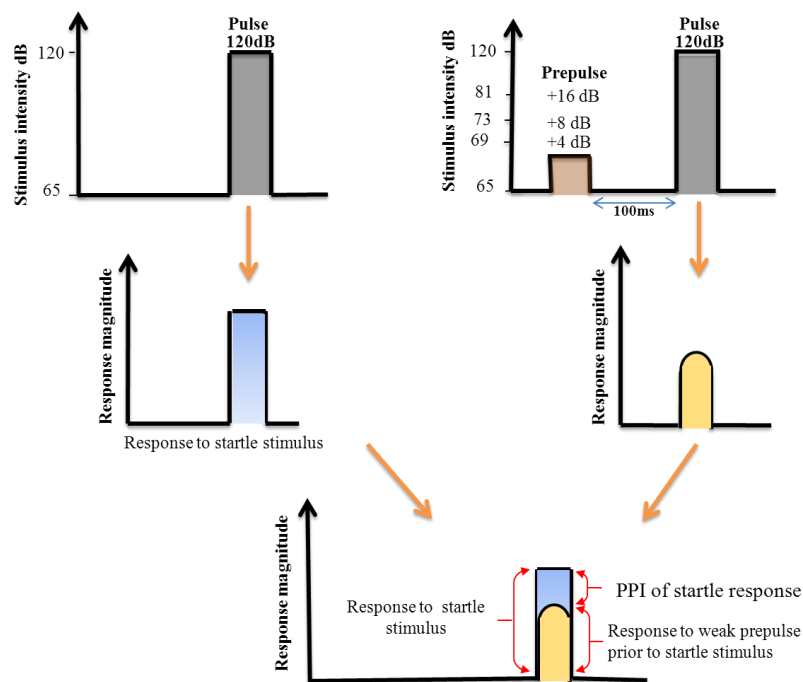 Pulse
120dB
Stimulus intensity dB
120
65
Pulse
120dB
Stimulus intensity dB
120
81
73
69
65
Prepulse
+16 dB
+8 dB
+4 dB
100ms
Response magnitude
Response to startle stimulus
Response magnitude
Response magnitude
Response to startle
stimulus
PPI of startle response
Response to weak prepulse
prior to startle stimulus